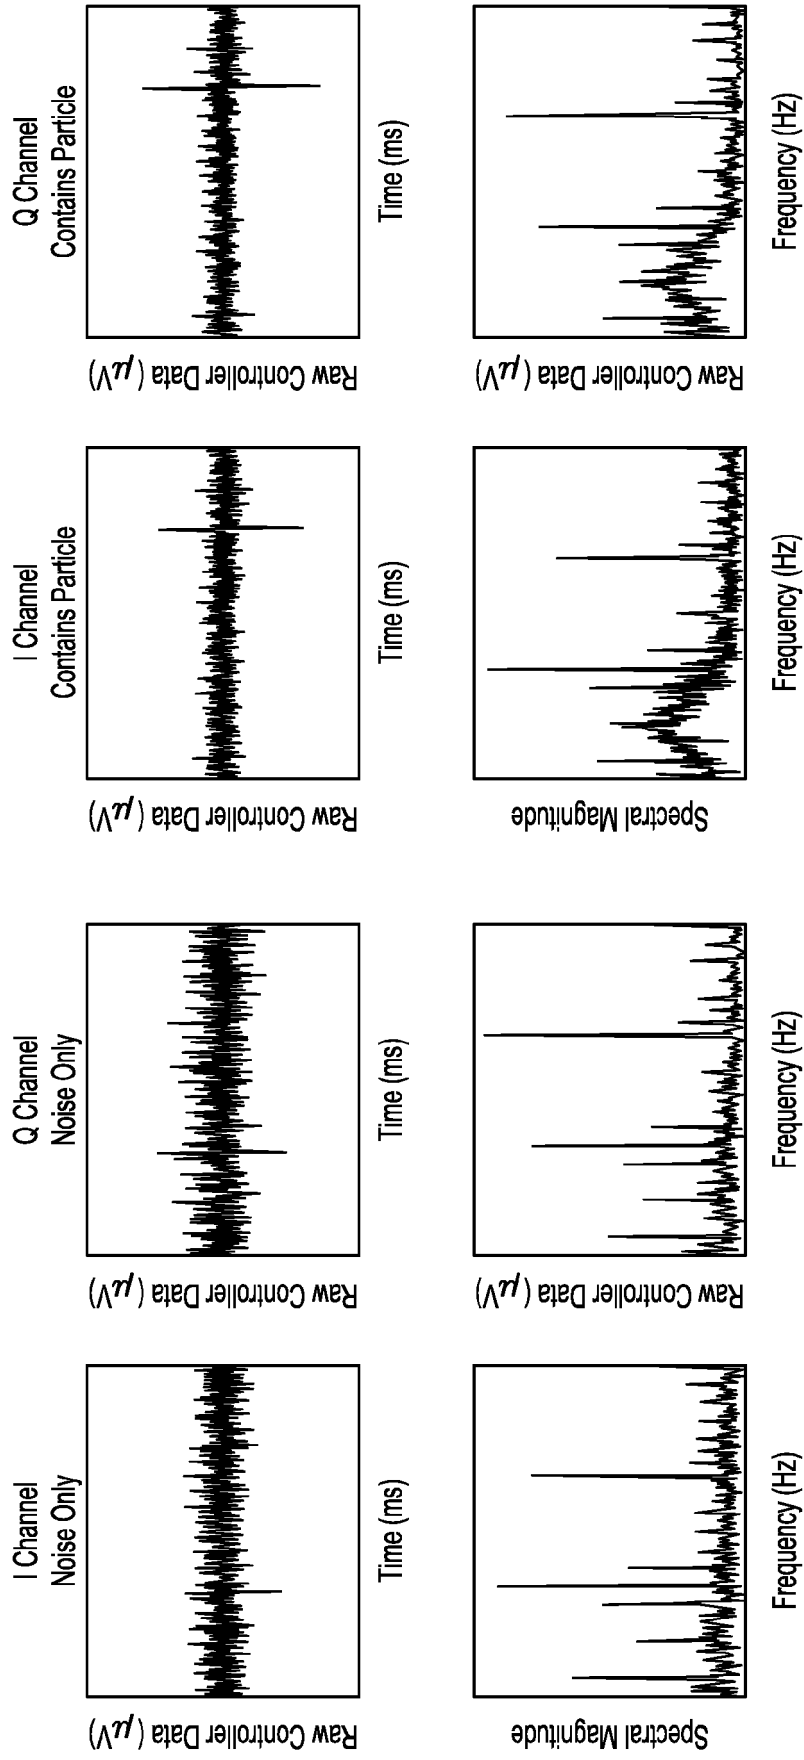 I Channel
Noise Only
Raw Controller Data (μV)
Time (ms)
Q Channel
Noise Only
Raw Controller Data (μV)
Time (ms)
I Channel
Contains Particle
Raw Controller Data (μV)
Time (ms)
Q Channel
Contains Particle
Raw Controller Data (μV)
Time (ms)
Spectral Magnitude
Frequency (Hz)
Raw Controller Data (μV)
Frequency (Hz)
Spectral Magnitude
Frequency (Hz)
Raw Controller Data (μV)
Frequency (Hz)